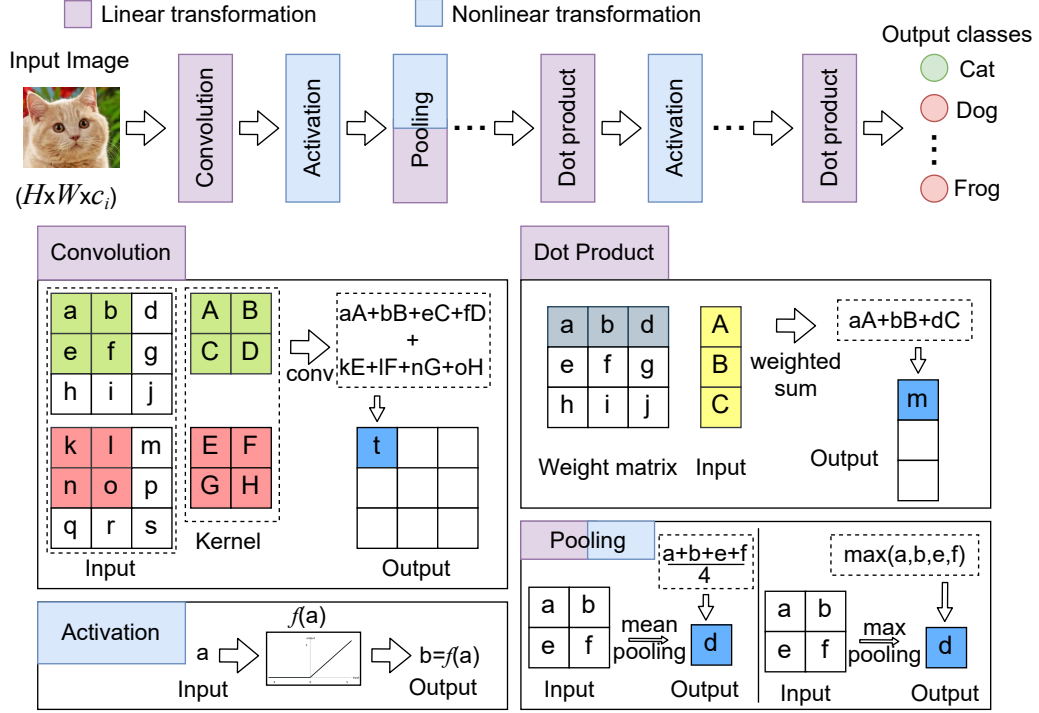 Linear transformation
Nonlinear transformation
Input Image
(HxWxc_i)
Convolution
Activation
Pooling
...
Dot product
Activation
...
Dot product
Output classes
Cat
Dog
⋮
Frog
Convolution
a b d
e f g
h i j
k l m
n o p
q r s
Input
A B
C D
E F
G H
Kernel
conv
aA+bB+eC+fD
+
kE+lF+nG+oH
t
Output
Dot Product
a b d
e f g
h i j
Weight matrix
A
B
C
Input
weighted
sum
aA+bB+dC
m
Output
Activation
a
Input
f(a)
b=f(a)
Output
Pooling
a b
e f
Input
mean
pooling
a+b+e+f
4
d
Output
a b
e f
Input
max
pooling
max(a,b,e,f)
d
Output